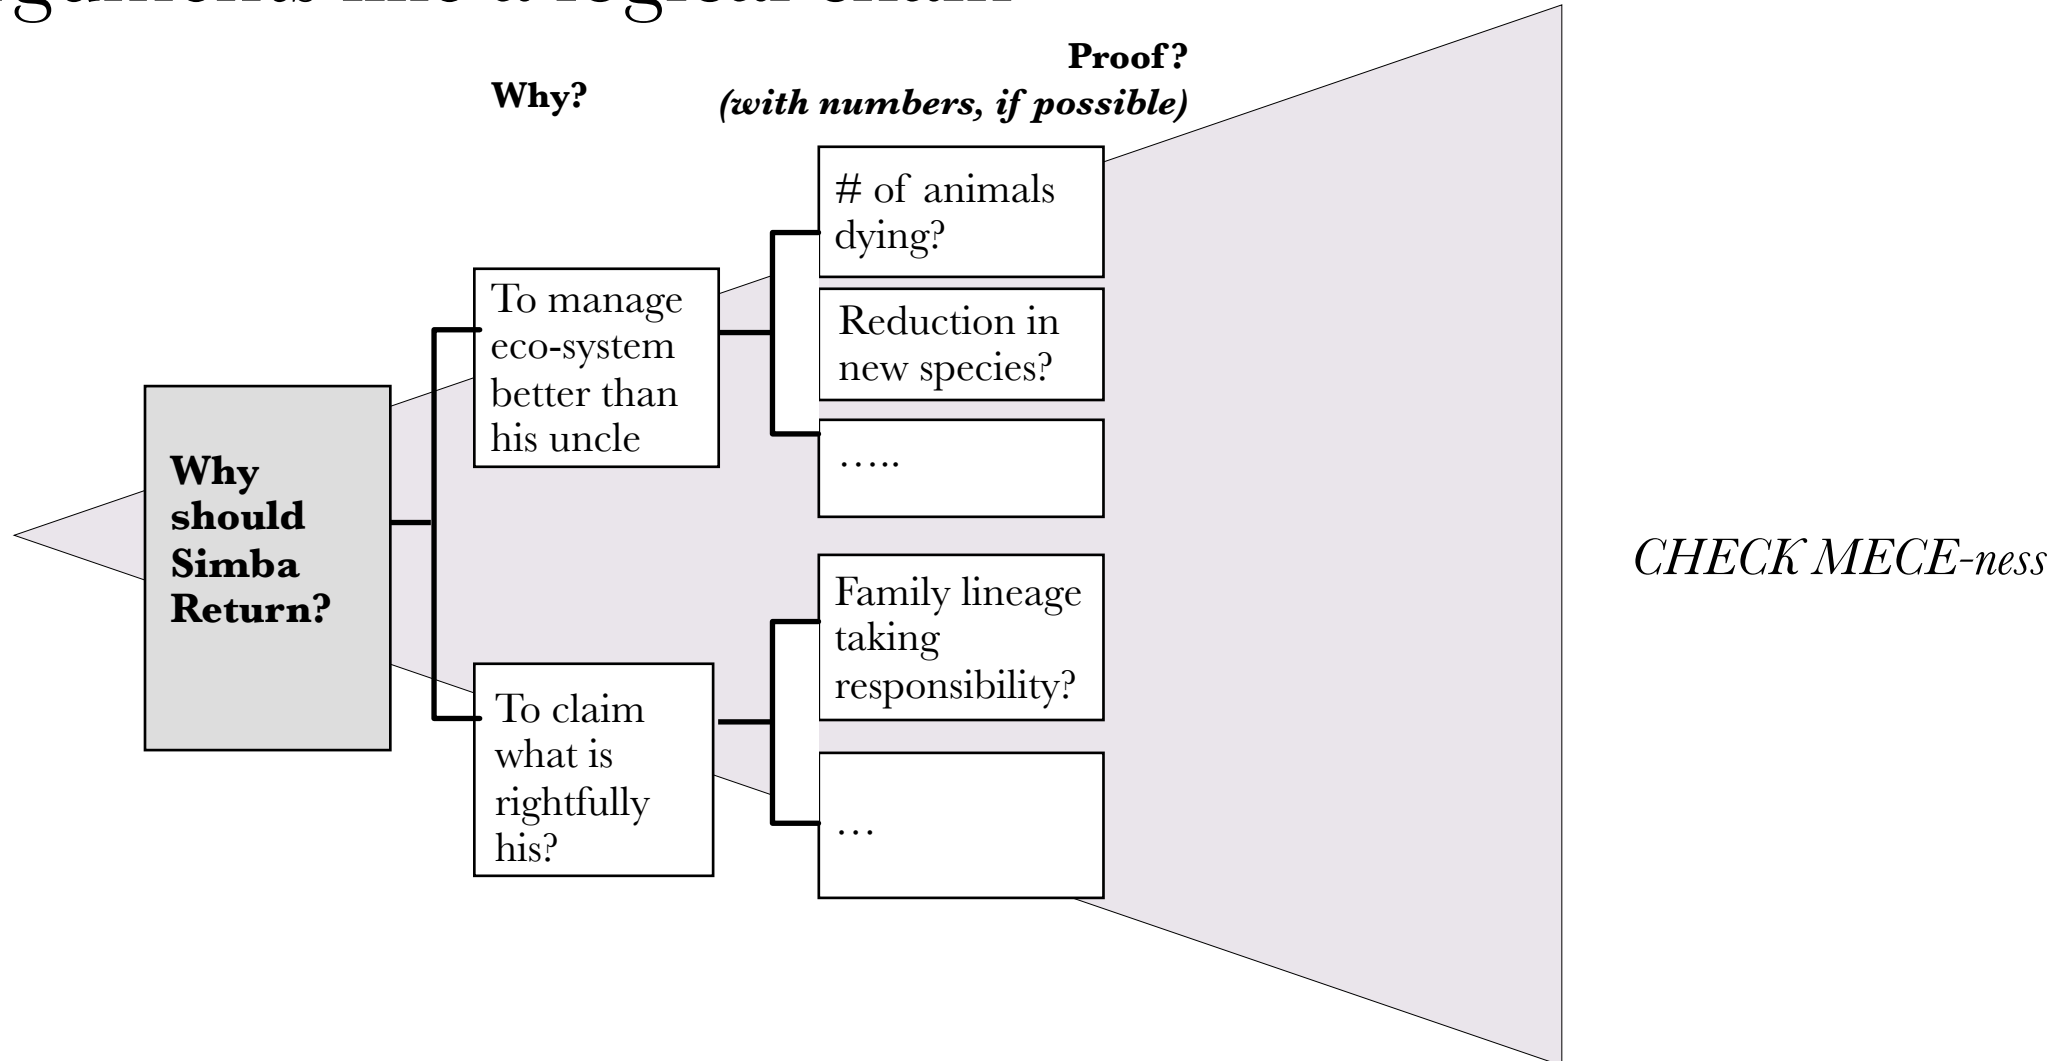 Why?
Proof?
(with numbers, if possible)
# of animals
dying?
To manage
eco-system
better than
his uncle
Reduction in
new species?
.....
Why
should
Simba
Return?
CHECK MECE-ness
Family lineage
taking
responsibility?
To claim
what is
rightfully
his?
...